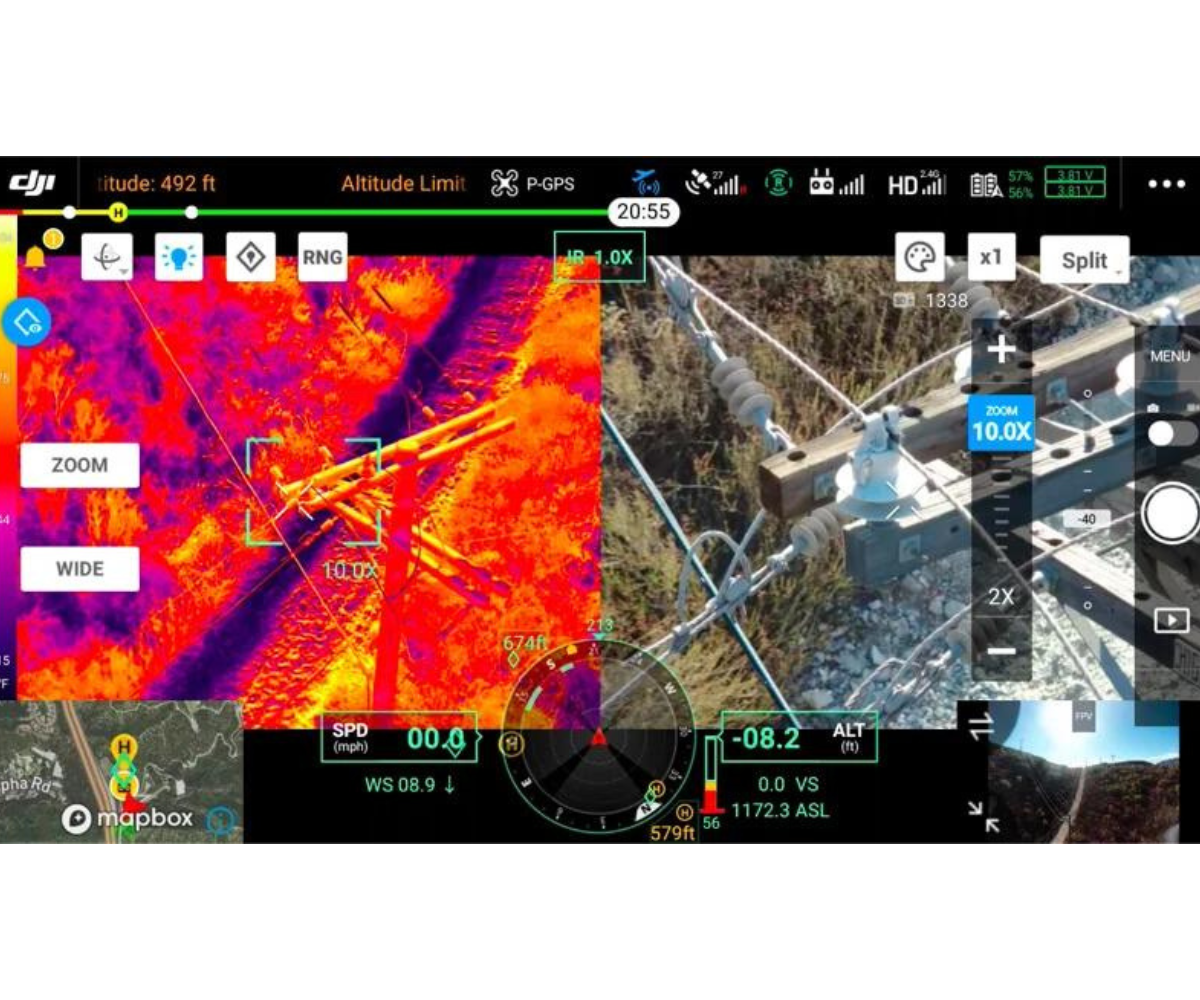 dji
titude: 492 ft
Altitude Limit
P-GPS
27
R
HD
2.4G
57%
56%
3.81 V
3.81 V
H
20:55
RNG
IR 1.0X
x1
Split
1338
MENU
ZOOM
10.0X
ZOOM
-40
WIDE
10.0X
2X
°F
213
674ft
S
W
E
N
H
H
H
579ft
SPD
(mph)
00.0
WS 08.9 ↓
-08.2
ALT
(ft)
0.0 VS
1172.3 ASL
56
FPV
H
pha Rd
mapbox